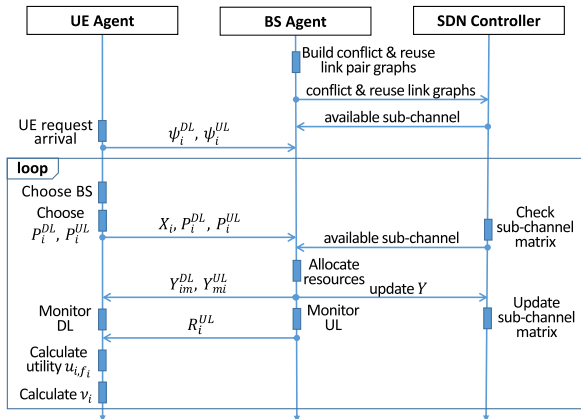 UE Agent
BS Agent
SDN Controller
Build conflict & reuse
link pair graphs
conflict & reuse link graphs
available sub-channel
UE request
arrival
ψ_i^{DL}, ψ_i^{UL}
loop
Choose BS
Choose
P_i^{DL}, P_i^{UL}
X_i, P_i^{DL}, P_i^{UL}
Check
sub-channel
matrix
available sub-channel
Allocate
resources
Y_{im}^{DL}, Y_{mi}^{UL}
update Y
Monitor
DL
Monitor
UL
Update
sub-channel
matrix
R_i^{UL}
Calculate
utility u_{i,f_i}
Calculate ν_i